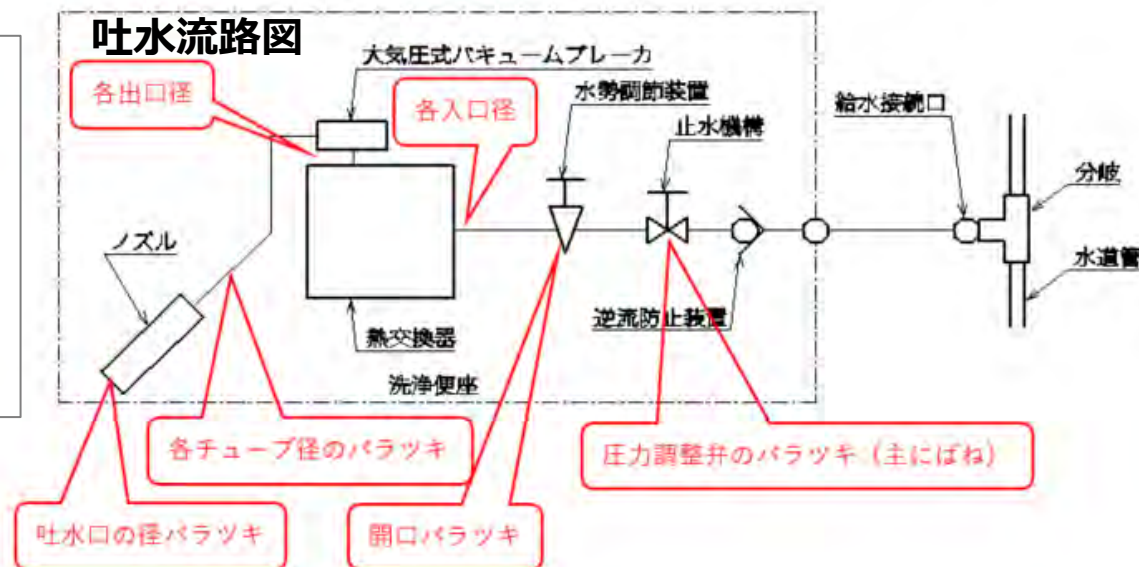 吐水流路図
大気圧式バキュームブレーカ
各出口径
各入口径
水勢調節装置
止水機構
給水接続口
分岐
ノズル
水道管
逆流防止装置
熱交換器
洗浄便座
各チューブ径のバラツキ
圧力調整弁のバラツキ（主にばね）
吐水口の径バラツキ
開口バラツキ